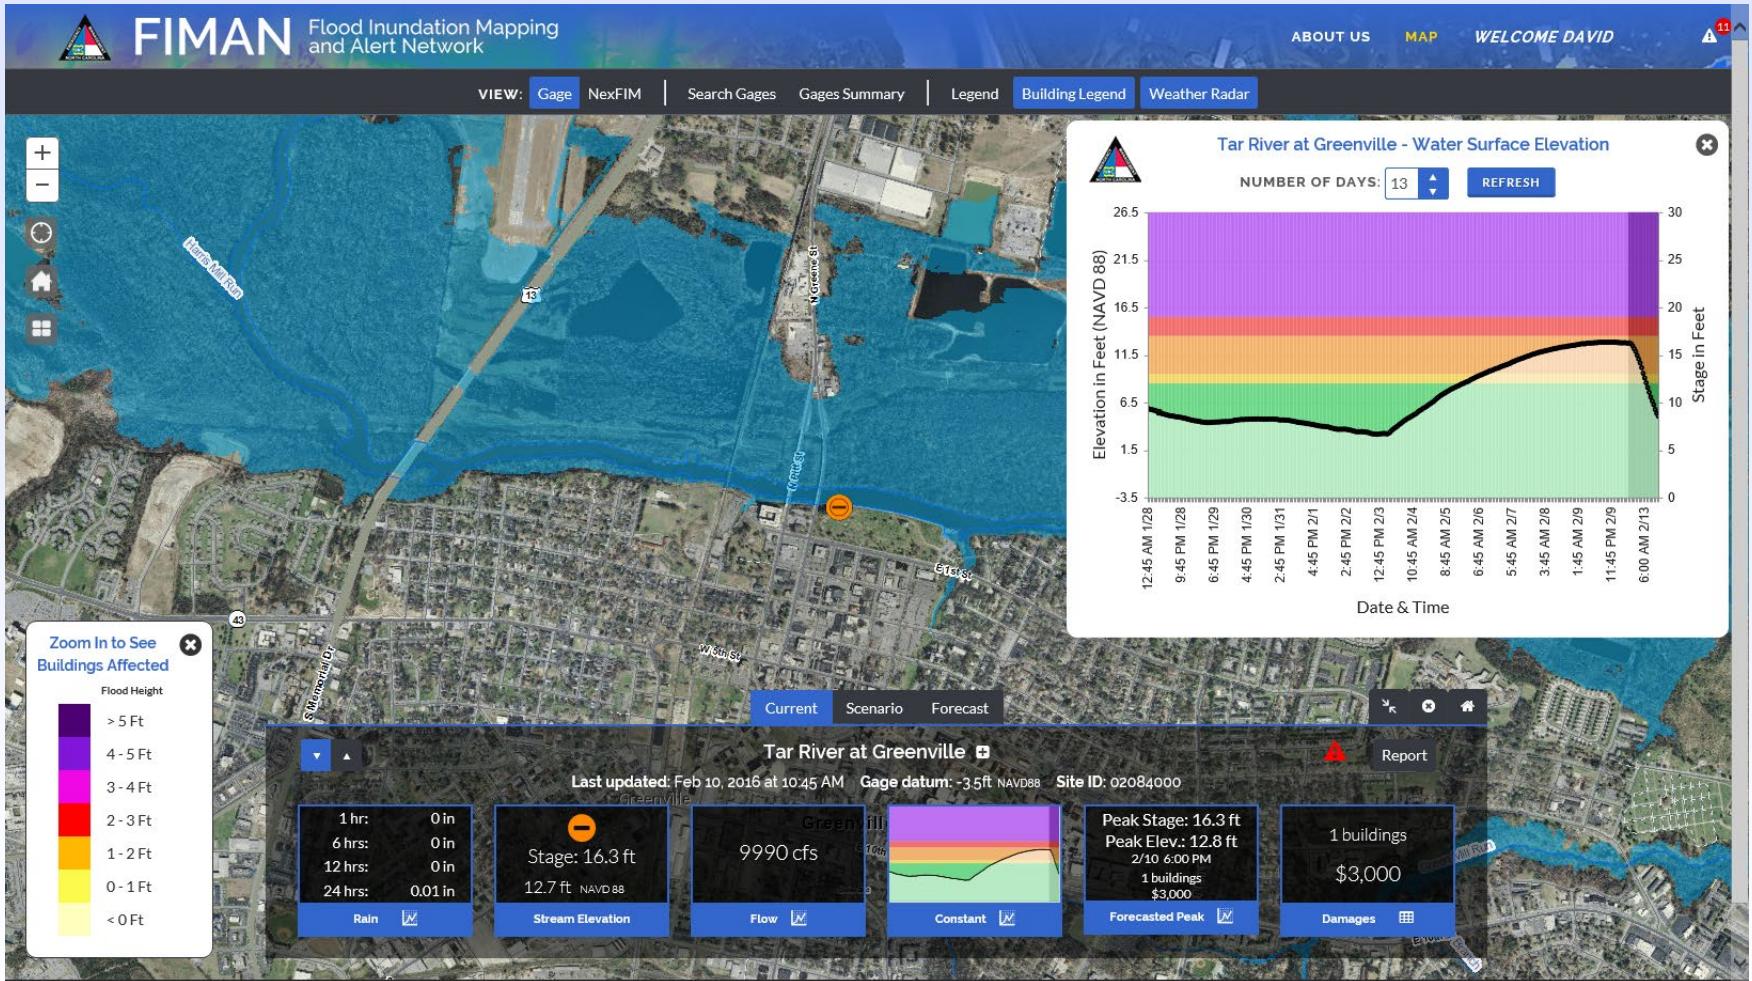 FIMAN
Flood Inundation Mapping
and Alert Network
ABOUT US
MAP
WELCOME DAVID
11
NORTH CAROLINA
VIEW: Gage NexFIM
Search Gages Gages Summary
Legend Building Legend Weather Radar
+
−
Harris Mill Run
13
N Greene St
E 1st St
43
W 5th St
S Memorial Dr
Tar River at Greenville - Water Surface Elevation
NUMBER OF DAYS: 13
REFRESH
Elevation in Feet (NAVD 88)
26.5
21.5
16.5
11.5
6.5
1.5
-3.5
30
25
20
15
10
5
0
Stage in Feet
12:45 AM 1/28
9:45 PM 1/28
6:45 PM 1/29
4:45 PM 1/30
2:45 PM 1/31
4:45 PM 2/1
2:45 PM 2/2
12:45 PM 2/3
10:45 AM 2/4
8:45 AM 2/5
6:45 AM 2/6
5:45 AM 2/7
3:45 AM 2/8
1:45 AM 2/9
11:45 PM 2/9
6:00 AM 2/13
Date & Time
Zoom In to See
Buildings Affected
Flood Height
> 5 Ft
4 - 5 Ft
3 - 4 Ft
2 - 3 Ft
1 - 2 Ft
0 - 1 Ft
< 0 Ft
Current
Scenario
Forecast
Tar River at Greenville
Report
Last updated: Feb 10, 2016 at 10:45 AM Gage datum: -3.5ft NAVD88 Site ID: 02084000
Greenville
1 hr: 0 in
6 hrs: 0 in
12 hrs: 0 in
24 hrs: 0.01 in
Rain
Stage: 16.3 ft
12.7 ft NAVD 88
Stream Elevation
9990 cfs
Flow
Constant
Peak Stage: 16.3 ft
Peak Elev.: 12.8 ft
2/10 6:00 PM
1 buildings
$3,000
Forecasted Peak
1 buildings
$3,000
Damages